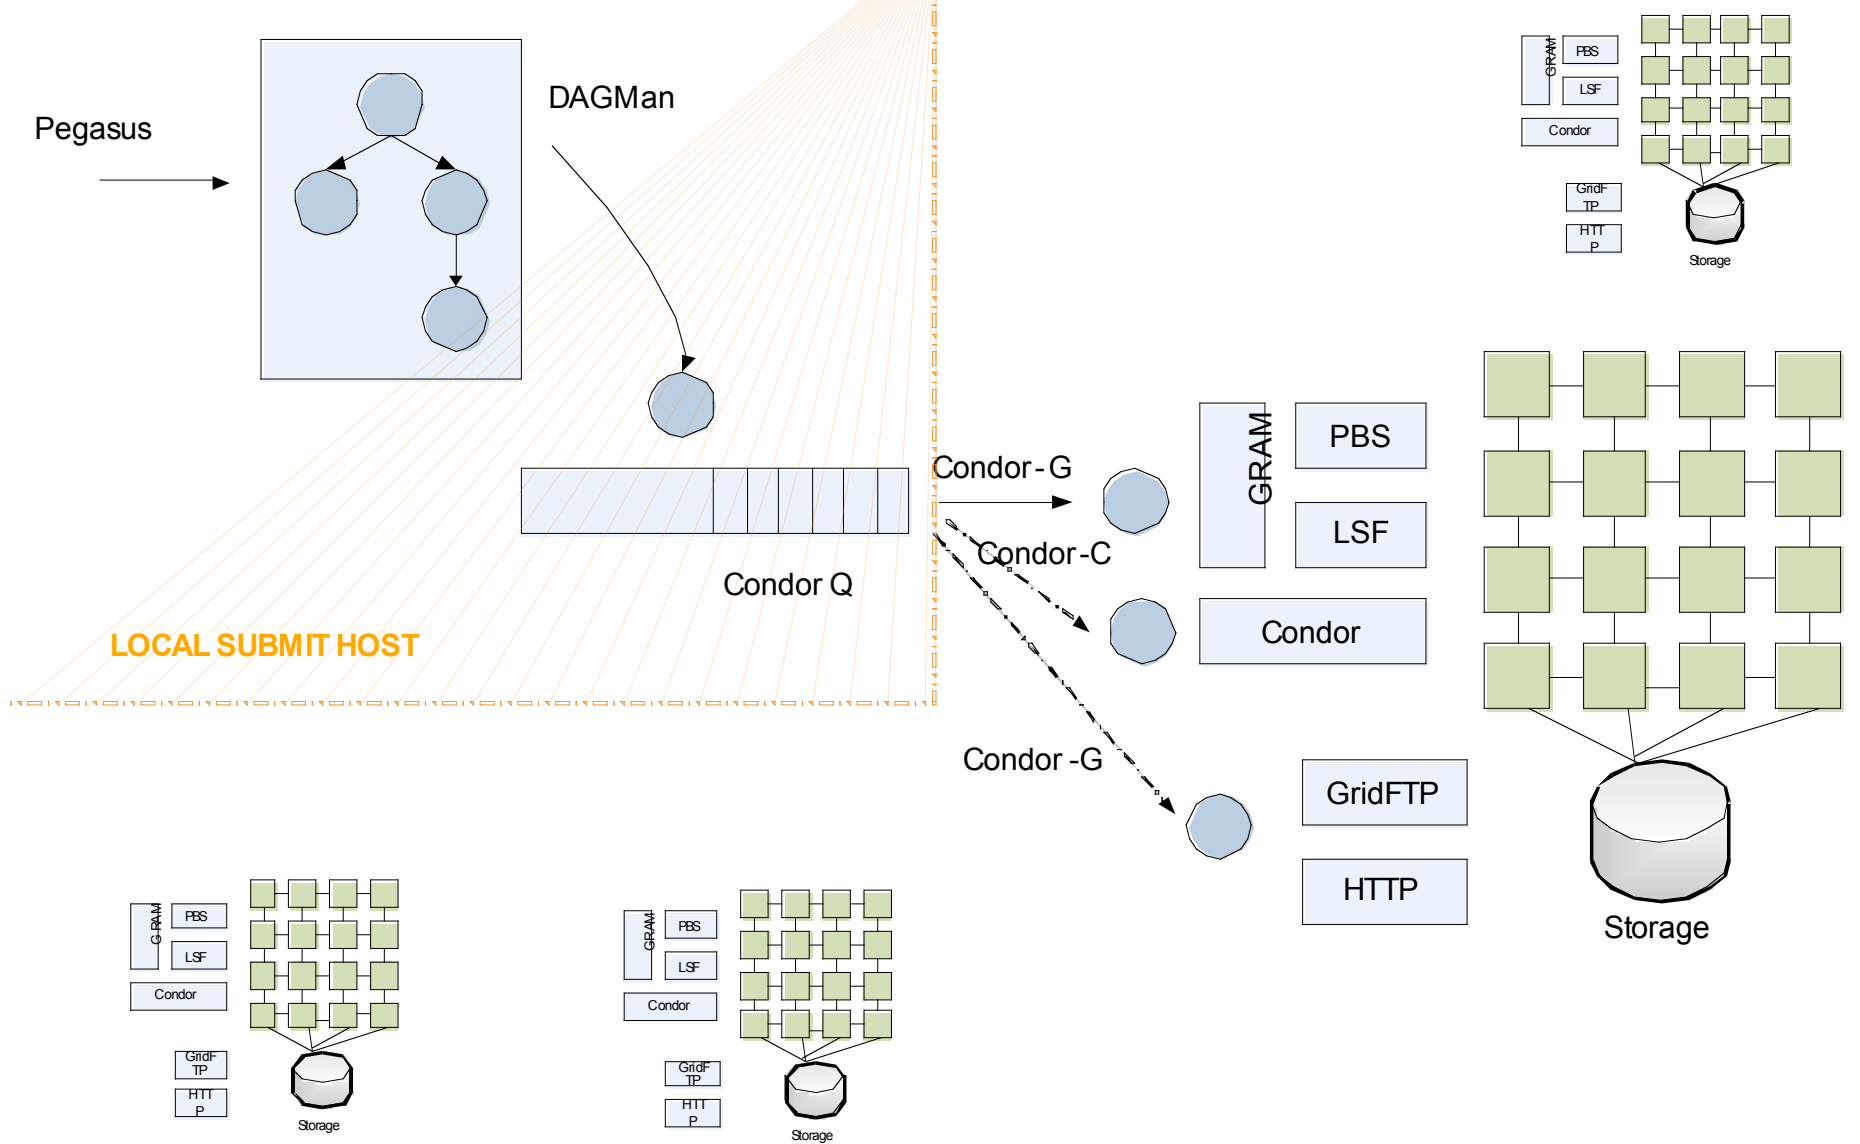 Pegasus
DAGMan
Condor Q
LOCAL SUBMIT HOST
Condor-G
Condor-C
Condor-G
GRAM
PBS
LSF
Condor
GridFTP
HTTP
Storage
GRAM
PBS
LSF
Condor
GridF
TP
HTT
P
Storage
GRAM
PBS
LSF
Condor
GridF
TP
HTT
P
Storage
GRAM
PBS
LSF
Condor
GridF
TP
HTT
P
Storage